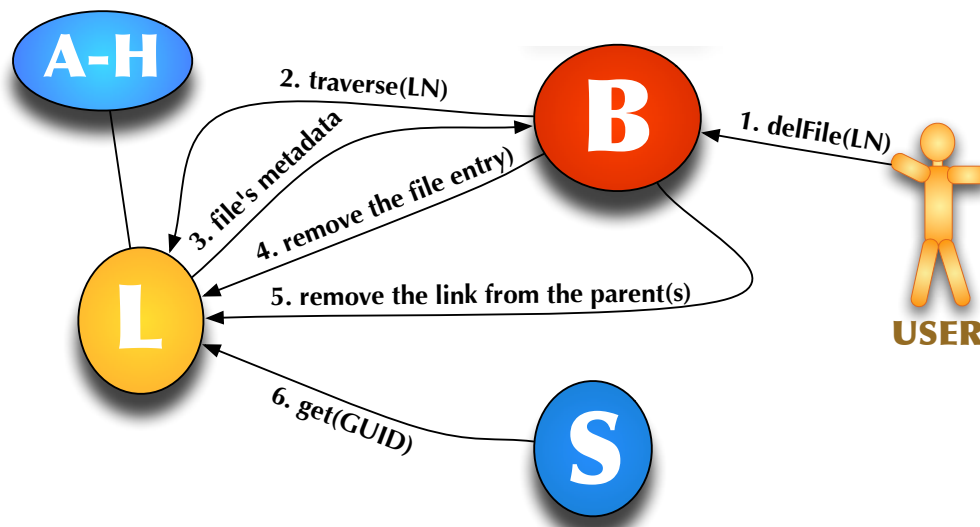 A-H
B
2. traverse(LN)
1. delFile(LN)
3. file's metadata
4. remove the file entry)
5. remove the link from the parent(s)
L
USER
6. get(GUID)
S